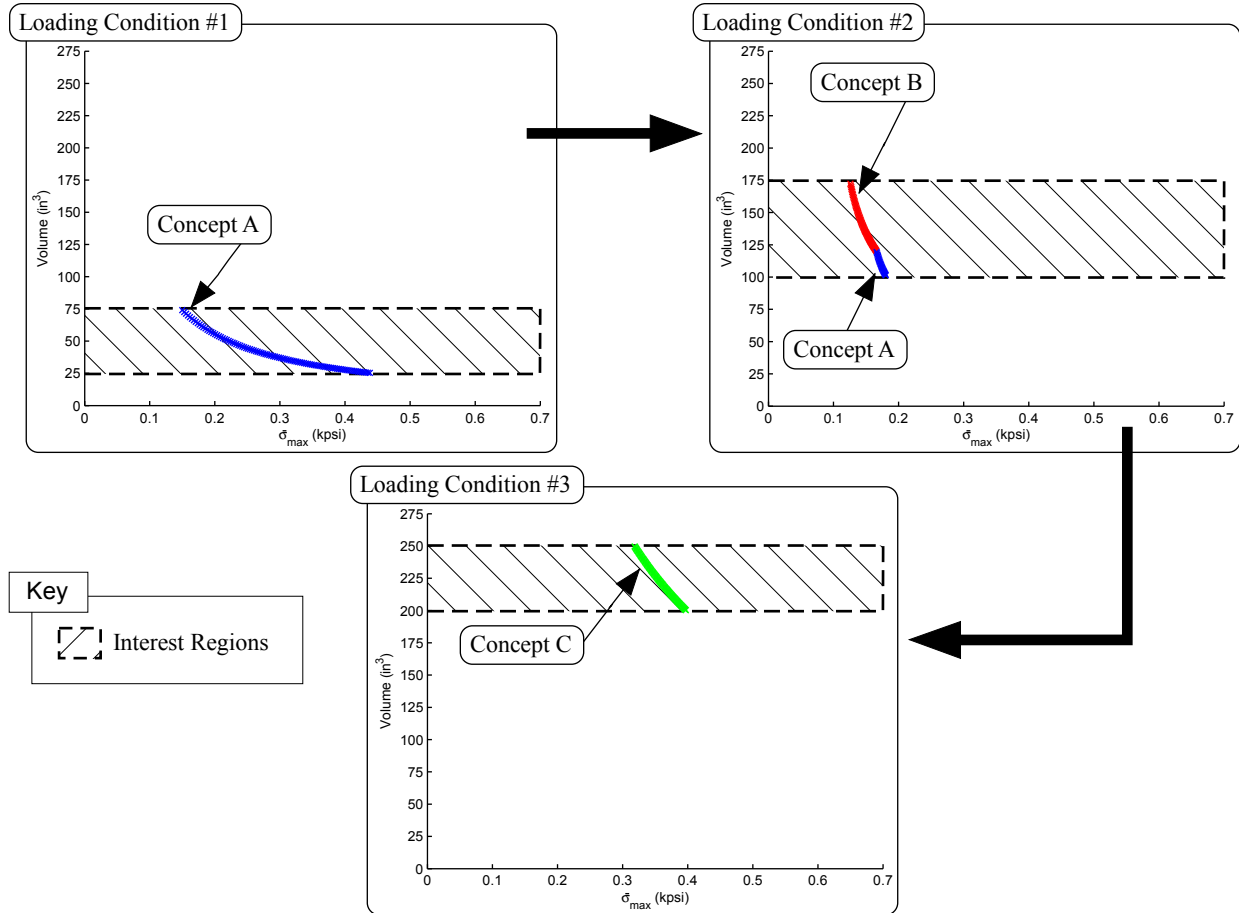 Loading Condition #1
275
250
225
200
175
150
125
100
75
50
25
0
Volume (in³)
Concept A
0 0.1 0.2 0.3 0.4 0.5 0.6 0.7
σ̄max (kpsi)
Loading Condition #2
275
250
225
200
175
150
125
100
75
50
25
0
Volume (in³)
Concept B
Concept A
0 0.1 0.2 0.3 0.4 0.5 0.6 0.7
σ̄max (kpsi)
Loading Condition #3
275
250
225
200
175
150
125
100
75
50
25
0
Volume (in³)
Concept C
0 0.1 0.2 0.3 0.4 0.5 0.6 0.7
σ̄max (kpsi)
Key
Interest Regions